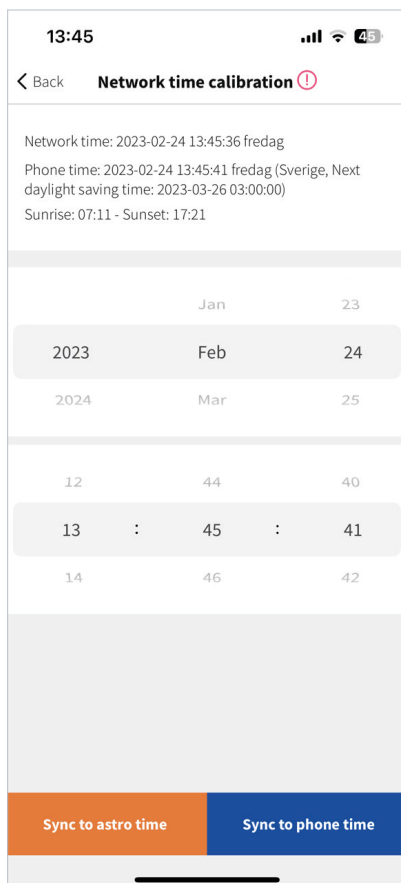 13:45
45
Back
Network time calibration
Network time: 2023-02-24 13:45:36 fredag
Phone time: 2023-02-24 13:45:41 fredag (Sverige, Next
daylight saving time: 2023-03-26 03:00:00)
Sunrise: 07:11 - Sunset: 17:21
Jan 23
2023 Feb 24
2024 Mar 25
12 44 40
13 : 45 : 41
14 46 42
Sync to astro time
Sync to phone time